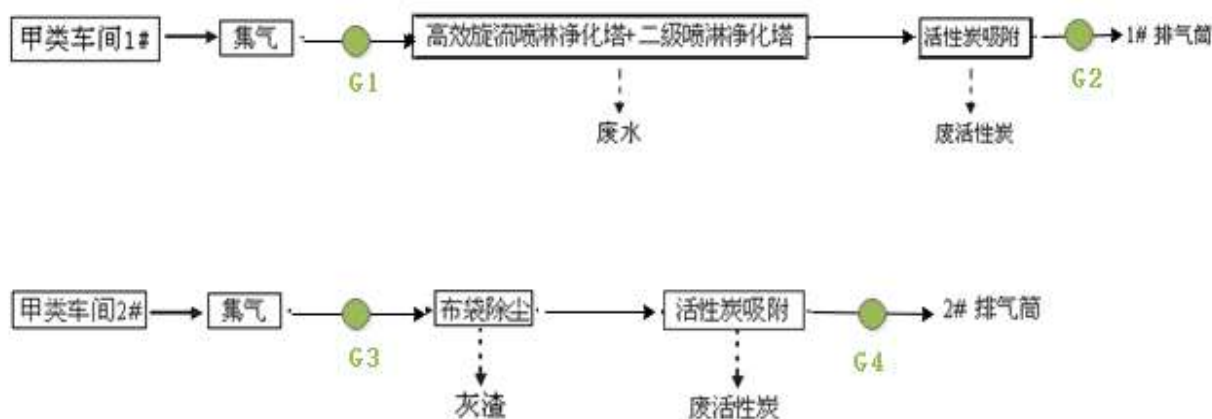 甲类车间1# 集气 高效旋流喷淋净化塔+二级喷淋净化塔 活性炭吸附 1# 排气筒
G1 G2
废水 废活性炭
甲类车间2# 集气 布袋除尘 活性炭吸附 2# 排气筒
G3 G4
灰渣 废活性炭